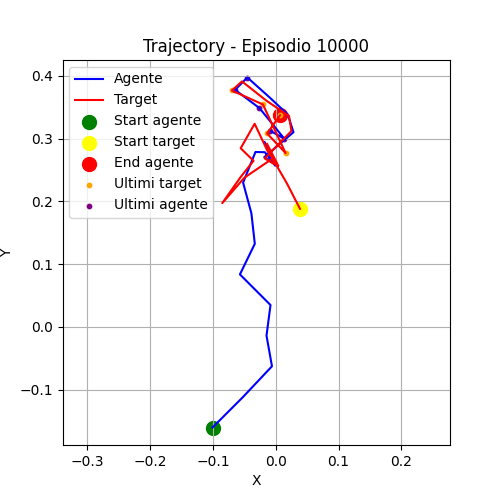 Trajectory - Episodio 10000
Agente
Target
Start agente
Start target
End agente
Ultimi target
Ultimi agente
0.4
0.3
0.2
0.1
0.0
−0.1
Y
−0.3
−0.2
−0.1
0.0
0.1
0.2
X